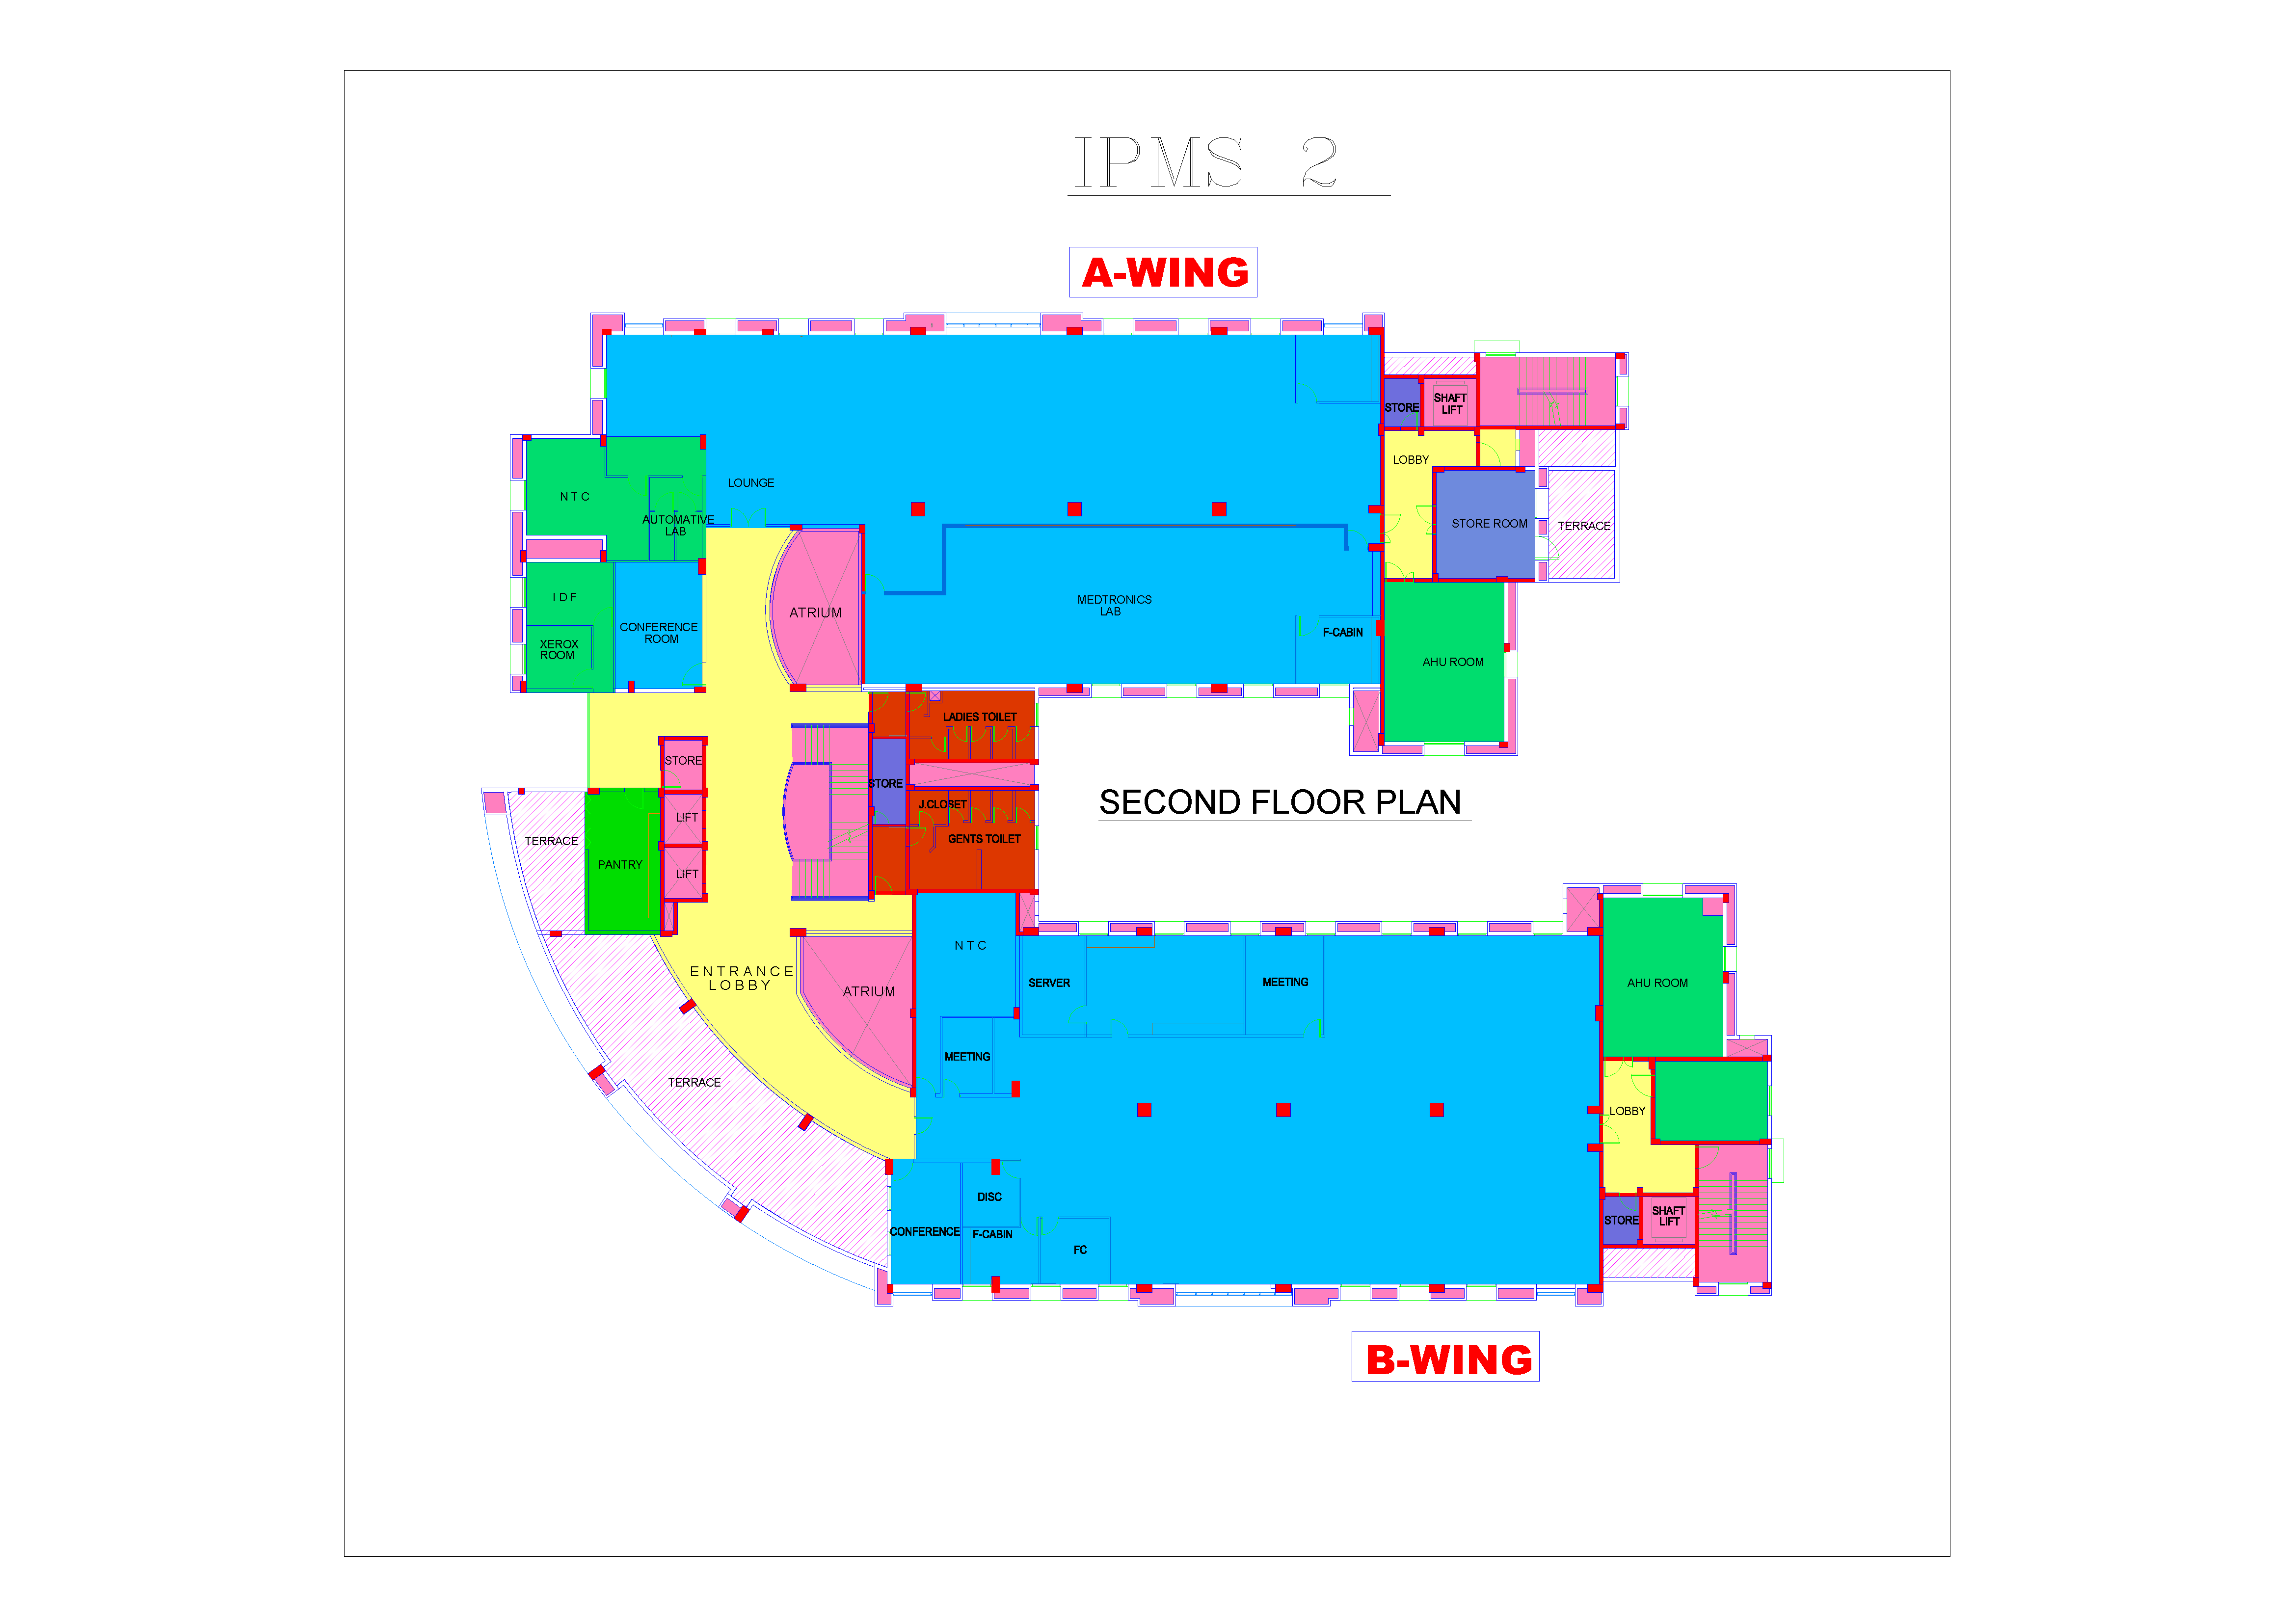 IPMS 2
A-WING
STORE
SHAFT
LIFT
LOBBY
LOUNGE
N T C
AUTOMATIVE
LAB
STORE ROOM
TERRACE
I D F
MEDTRONICS
LAB
ATRIUM
CONFERENCE
ROOM
F-CABIN
XEROX
ROOM
AHU ROOM
LADIES TOILET
STORE
STORE
J.CLOSET
SECOND FLOOR PLAN
LIFT
TERRACE
GENTS TOILET
PANTRY
LIFT
N T C
ENTRANCE
LOBBY
ATRIUM
SERVER
MEETING
AHU ROOM
MEETING
TERRACE
LOBBY
DISC
CONFERENCE
F-CABIN
FC
STORE
SHAFT
LIFT
B-WING